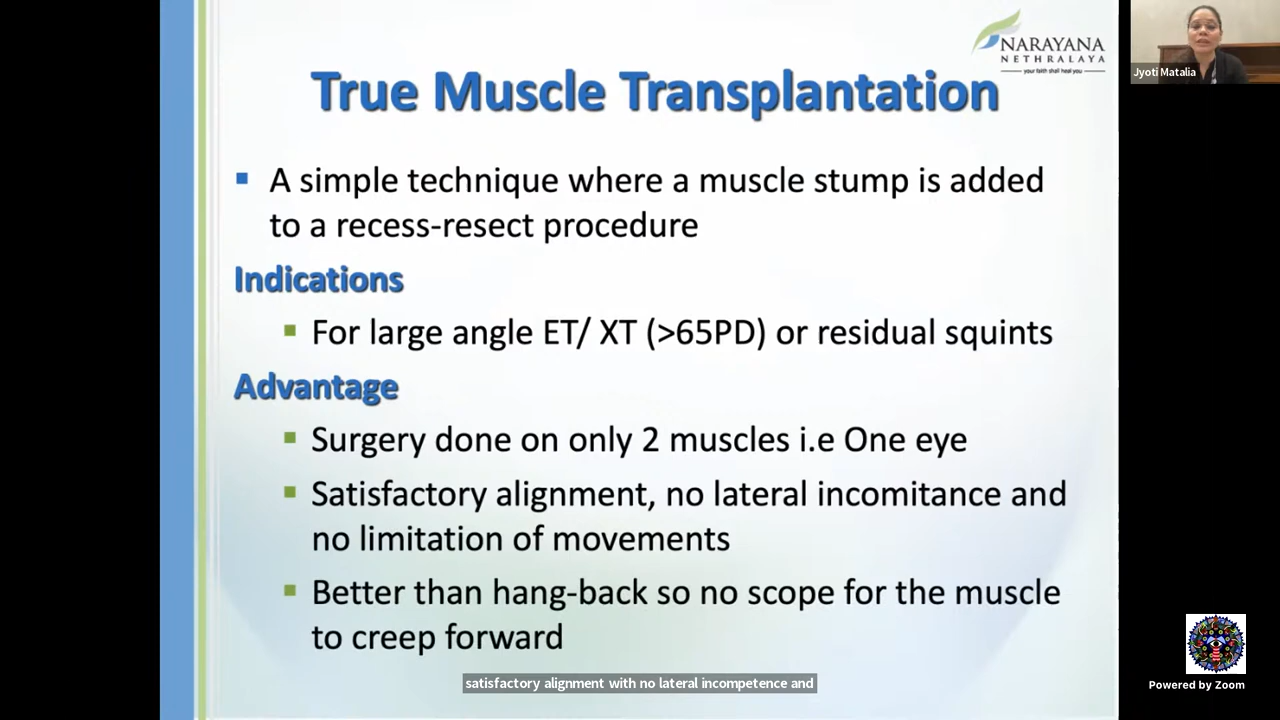 NARAYANA
NETHRALAYA
your faith shall heal you
Jyoti Matalia
True Muscle Transplantation
A simple technique where a muscle stump is added
to a recess-resect procedure
Indications
For large angle ET/ XT (>65PD) or residual squints
Advantage
Surgery done on only 2 muscles i.e One eye
Satisfactory alignment, no lateral incomitance and
no limitation of movements
Better than hang-back so no scope for the muscle
to creep forward
satisfactory alignment with no lateral incompetence and
Powered by Zoom